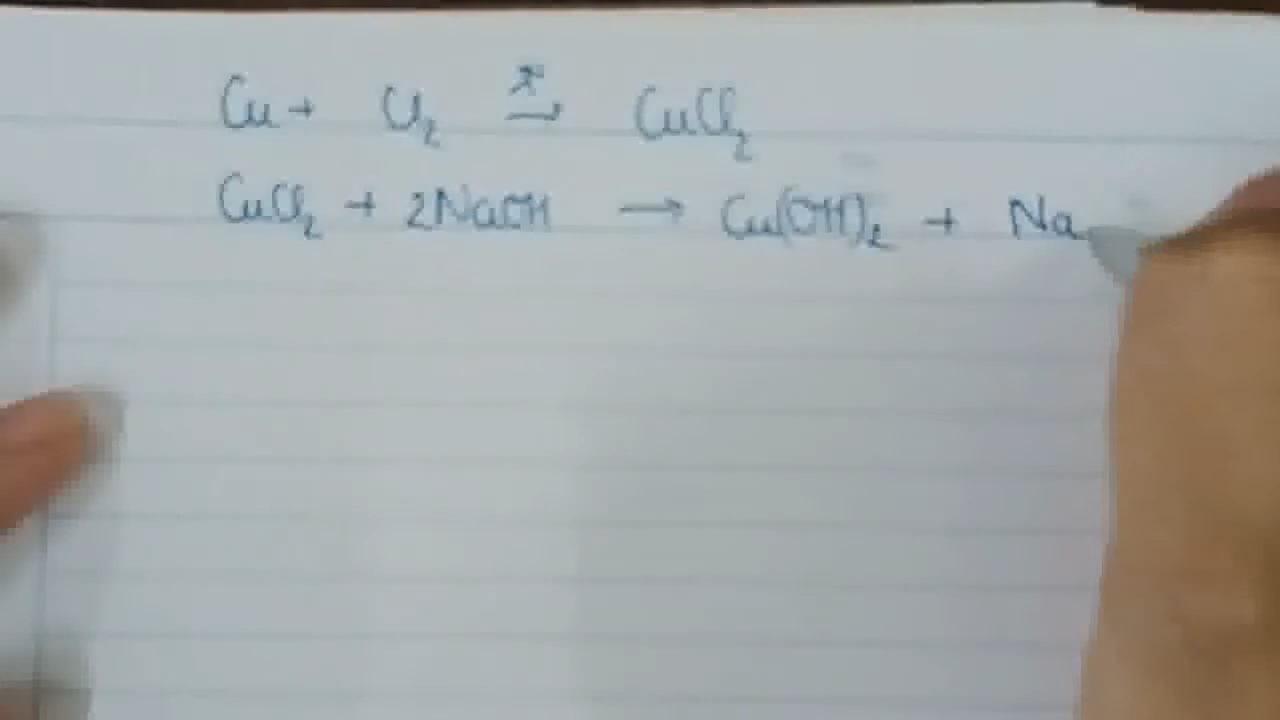 Cu + Cl₂ → CuCl₂
CuCl₂ + 2NaOH → Cu(OH)₂ + Na